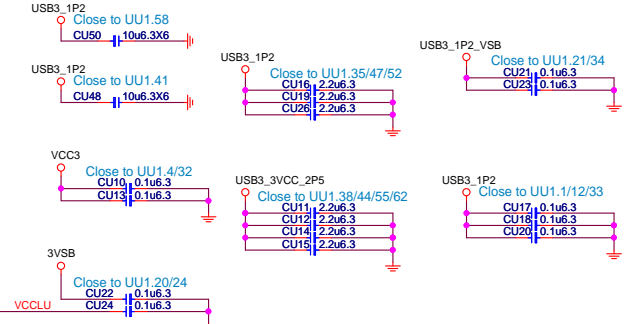 USB3_1P2
Close to UU1.58
CU50 10u6.3X6
USB3_1P2
Close to UU1.41
CU48 10u6.3X6
USB3_1P2
Close to UU1.35/47/52
CU16 2.2u6.3
CU19 2.2u6.3
CU26 2.2u6.3
USB3_1P2_VSB
Close to UU1.21/34
CU21 0.1u6.3
CU23 0.1u6.3
VCC3
Close to UU1.4/32
CU10 0.1u6.3
CU13 0.1u6.3
USB3_3VCC_2P5
Close to UU1.38/44/55/62
CU11 2.2u6.3
CU12 2.2u6.3
CU14 2.2u6.3
CU15 2.2u6.3
USB3_1P2
Close to UU1.1/12/33
CU17 0.1u6.3
CU18 0.1u6.3
CU20 0.1u6.3
3VSB
Close to UU1.20/24
CU22 0.1u6.3
VCCLU CU24 0.1u6.3